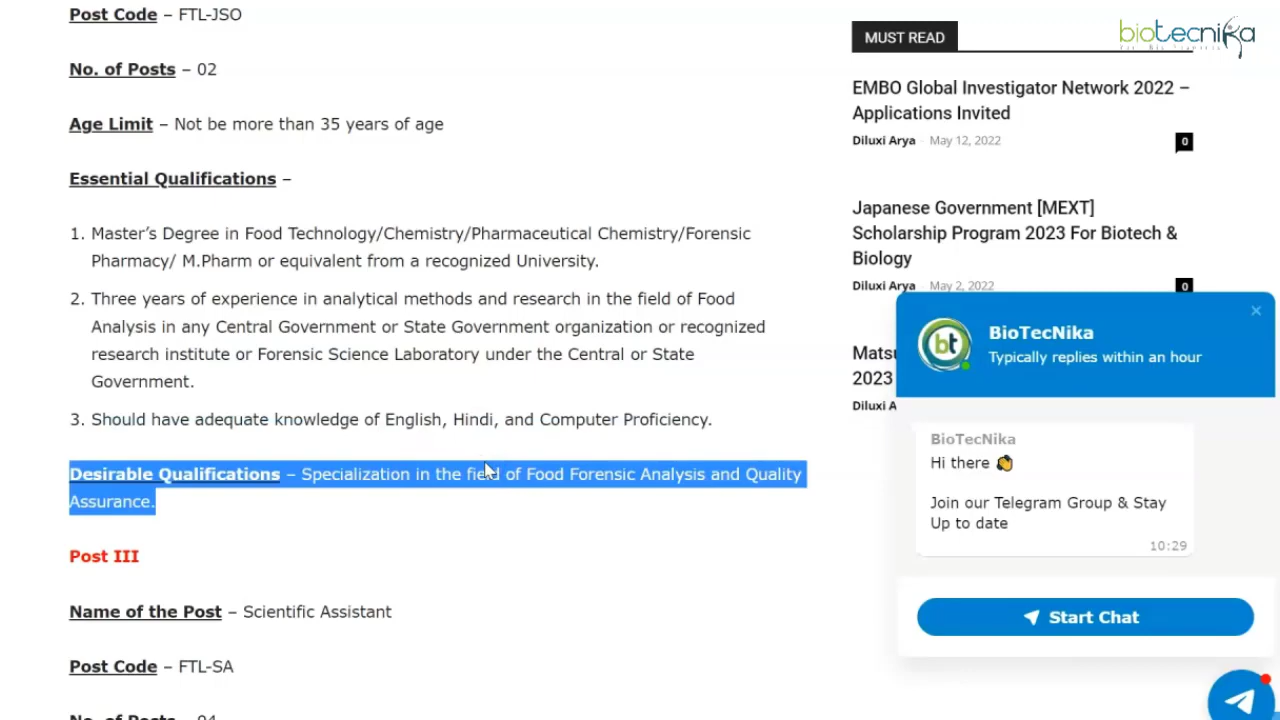 Post Code – FTL-JSO
No. of Posts – 02
Age Limit – Not be more than 35 years of age
Essential Qualifications –
1. Master’s Degree in Food Technology/Chemistry/Pharmaceutical Chemistry/Forensic
Pharmacy/ M.Pharm or equivalent from a recognized University.
2. Three years of experience in analytical methods and research in the field of Food
Analysis in any Central Government or State Government organization or recognized
research institute or Forensic Science Laboratory under the Central or State
Government.
3. Should have adequate knowledge of English, Hindi, and Computer Proficiency.
Desirable Qualifications – Specialization in the field of Food Forensic Analysis and Quality
Assurance.
Post III
Name of the Post – Scientific Assistant
Post Code – FTL-SA
No. of Posts – 04
biotecnika
MUST READ
EMBO Global Investigator Network 2022 –
Applications Invited
Diluxi Arya - May 12, 2022
0
Japanese Government [MEXT]
Scholarship Program 2023 For Biotech &
Biology
Diluxi Arya - May 2, 2022
0
2023
Diluxi A
bt
BioTecNika
Typically replies within an hour
×
BioTecNika
Hi there
Join our Telegram Group & Stay
Up to date
10:29
Start Chat